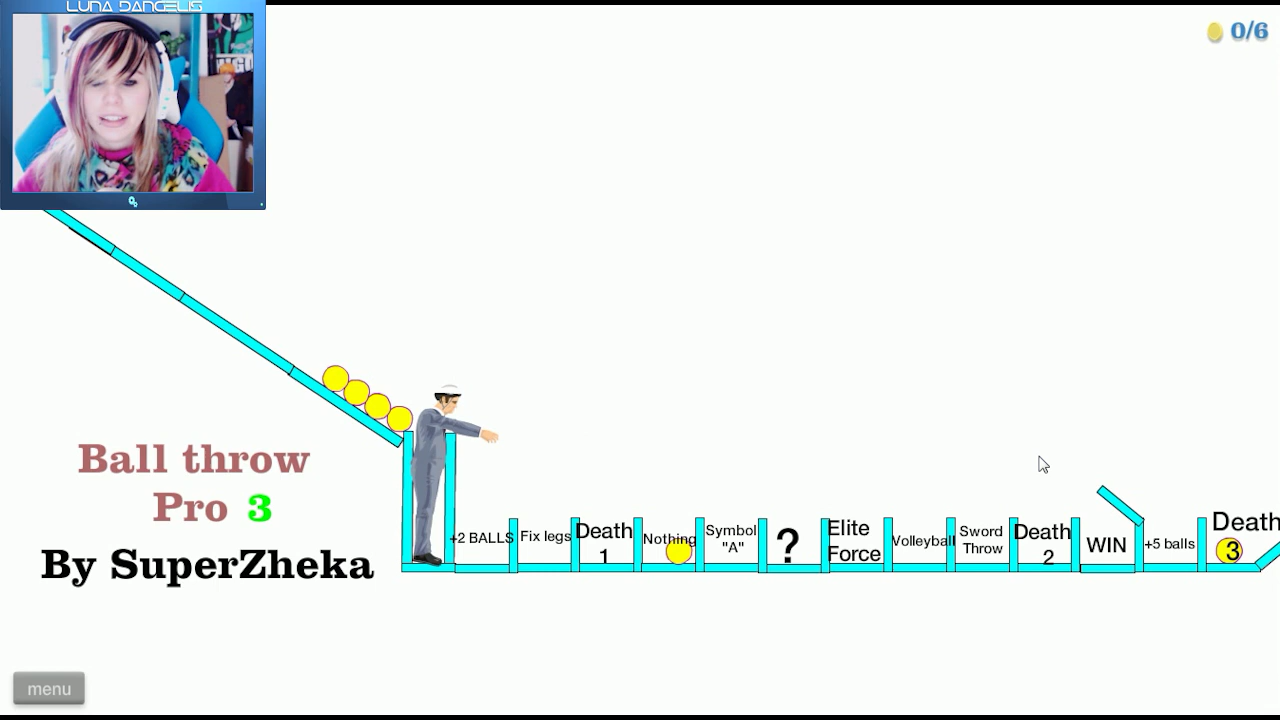 LUNA DANGELIS
0/6
Ball throw
Pro 3
By SuperZheka
+2 BALLS
Fix legs
Death
1
Nothing
Symbol
"A"
?
Elite
Force
Volleyball
Sword
Throw
Death
2
WIN
+5 balls
Death
3
menu